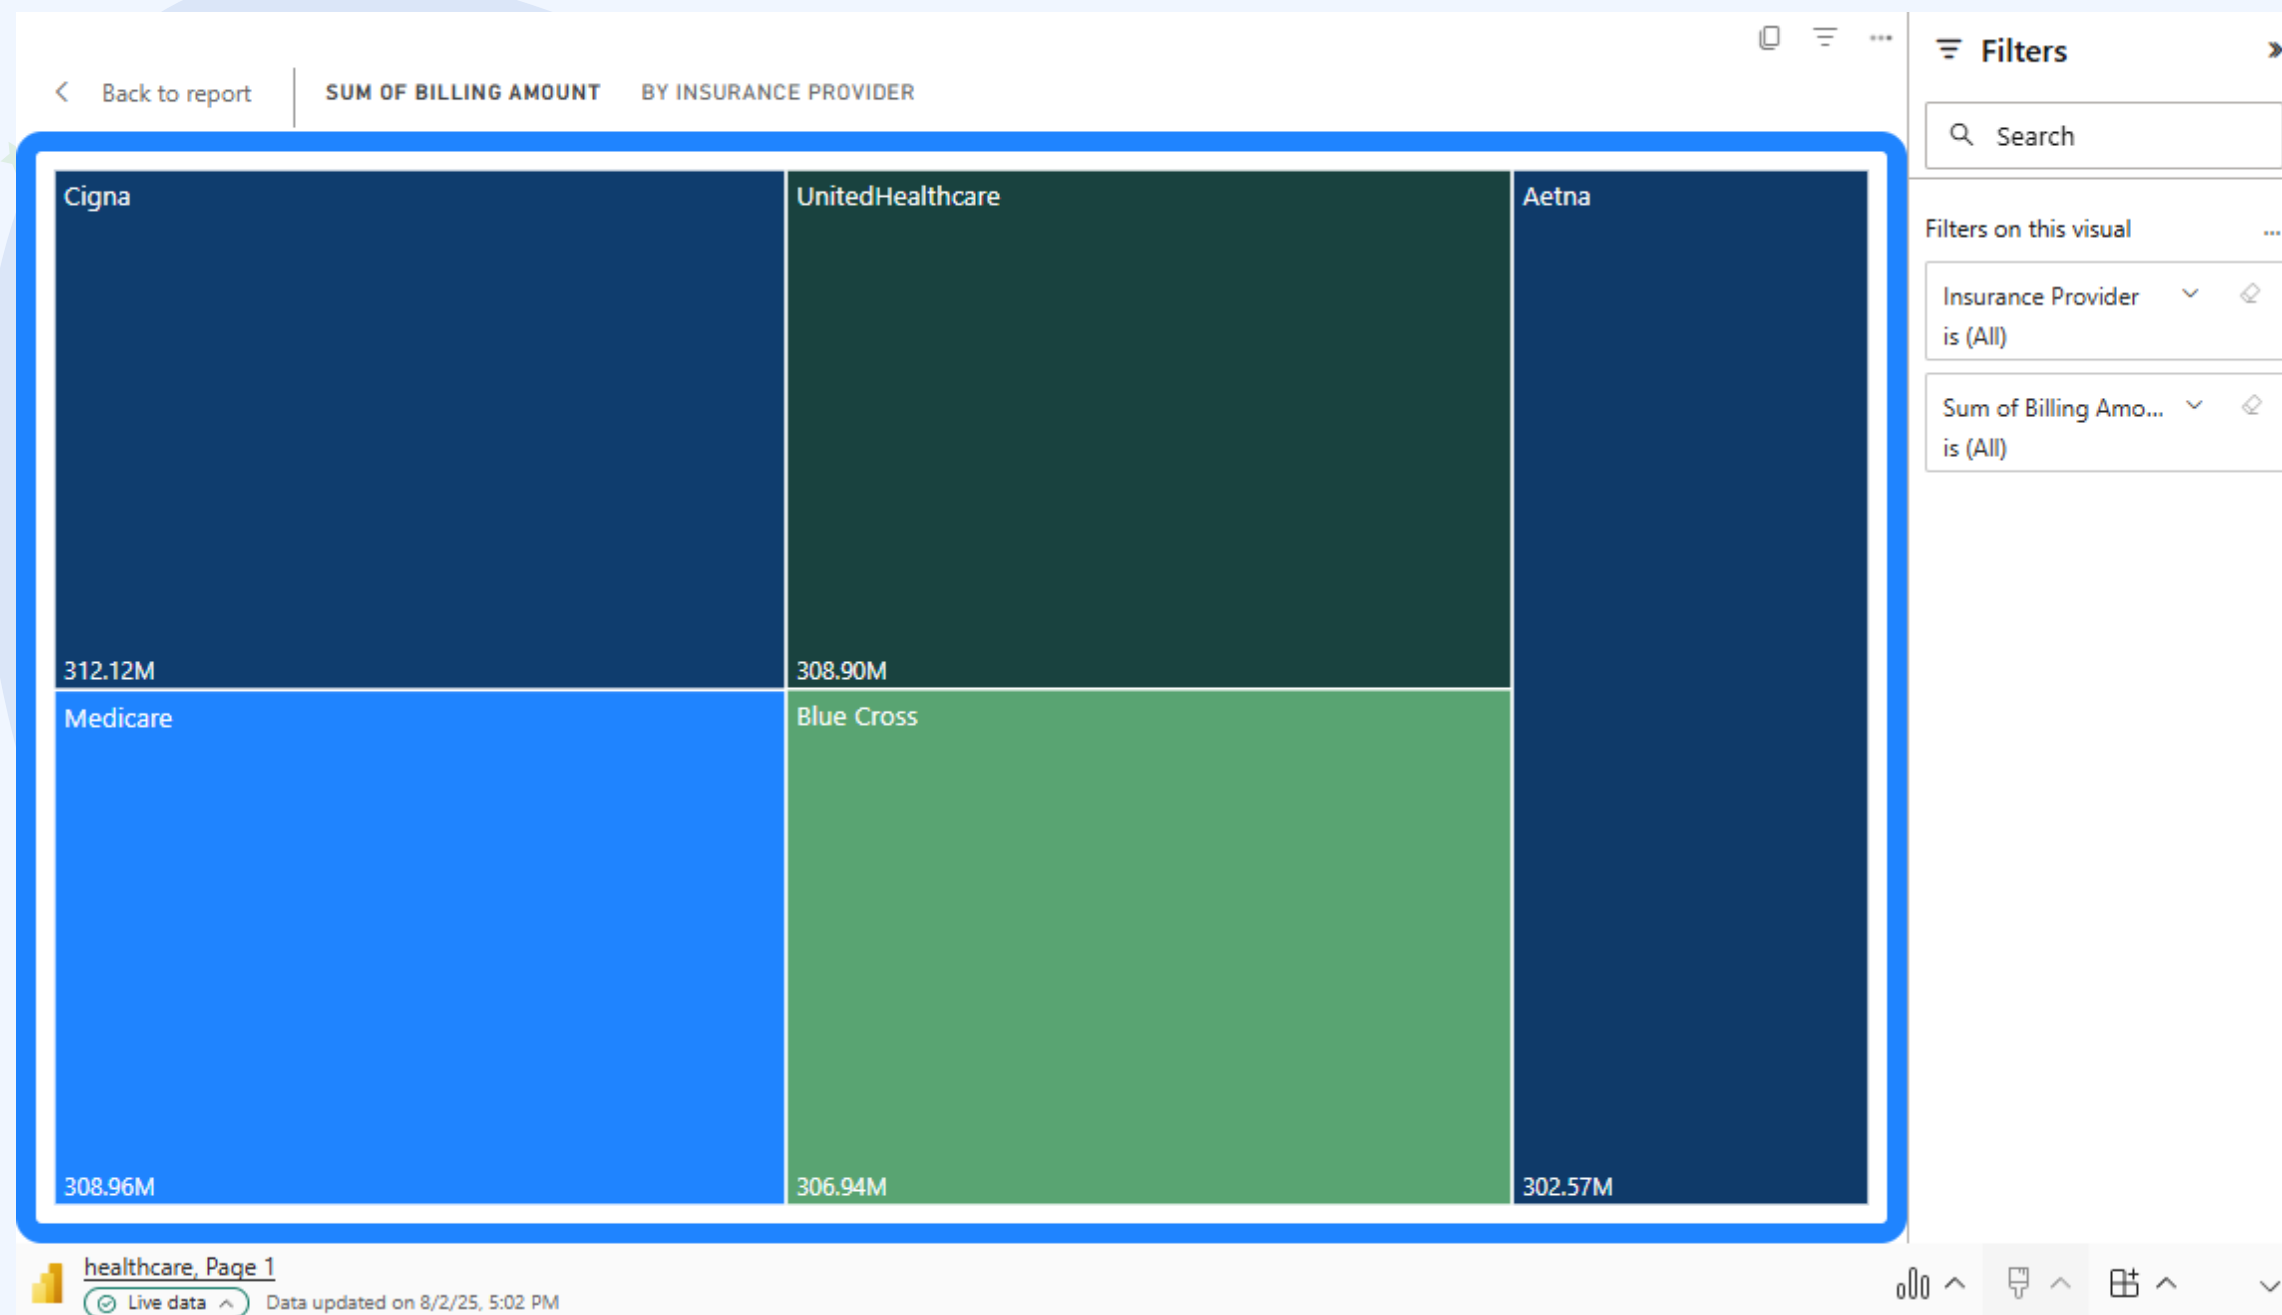 Back to report
SUM OF BILLING AMOUNT
BY INSURANCE PROVIDER
Cigna
312.12M
UnitedHealthcare
308.90M
Aetna
302.57M
Medicare
308.96M
Blue Cross
306.94M
Filters
Search
Filters on this visual
Insurance Provider
is (All)
Sum of Billing Amo...
is (All)
healthcare, Page 1
Live data
Data updated on 8/2/25, 5:02 PM